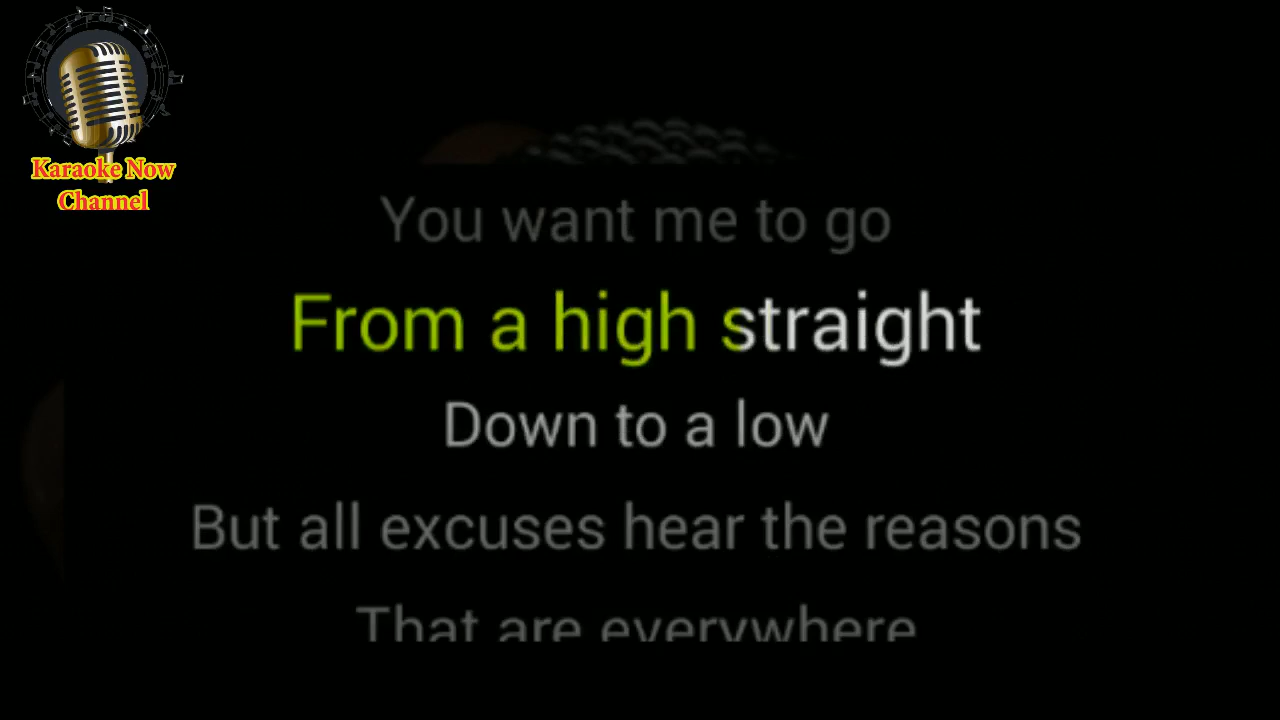 Karaoke Now
Channel
You want me to go
From a high straight
Down to a low
But all excuses hear the reasons
That are everywhere